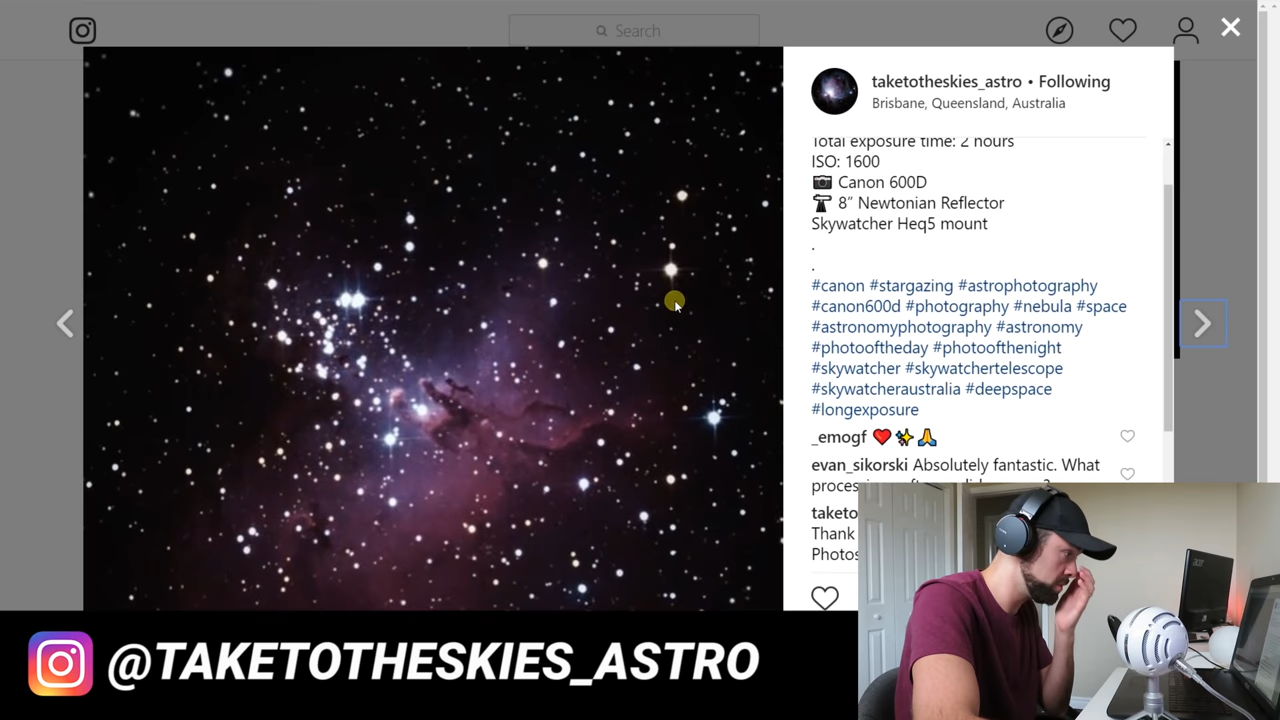 Search
taketotheskies_astro • Following
Brisbane, Queensland, Australia
Total exposure time: 2 hours
ISO: 1600
Canon 600D
8” Newtonian Reflector
Skywatcher Heq5 mount
.
.
#canon #stargazing #astrophotography
#canon600d #photography #nebula #space
#astronomyphotography #astronomy
#photooftheday #photoofthenight
#skywatcher #skywatchertelescope
#skywatcheraustralia #deepspace
#longexposure
_emogf ❤️✨🙏
evan_sikorski Absolutely fantastic. What
taketo
Thank
Photos
acer
@TAKETOTHESKIES_ASTRO